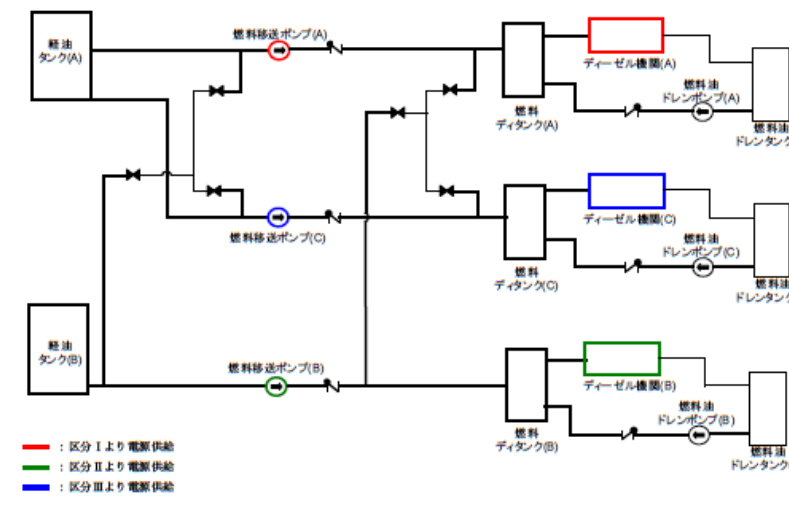 軽油
タンク(A)
燃料移送ポンプ(A)
ディーゼル機関(A)
燃料油
ドレンポンプ(A)
燃料
ディタンク(A)
燃料油
ドレンタンク
燃料移送ポンプ(C)
ディーゼル機関(C)
燃料油
ドレンポンプ(C)
燃料
ディタンク(C)
燃料油
ドレンタンク
軽油
タンク(B)
燃料移送ポンプ(B)
ディーゼル機関(B)
燃料油
ドレンポンプ(B)
燃料
ディタンク(B)
燃料油
ドレンタンク(
:区分Ⅰより電源供給
:区分Ⅱより電源供給
:区分Ⅲより電源供給